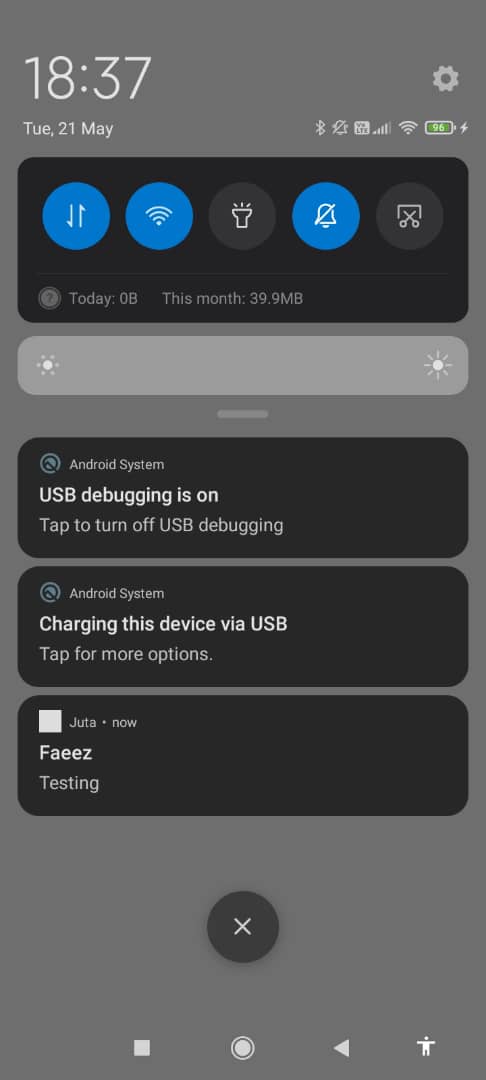 18:37
Tue, 21 May
96
Today: 0B This month: 39.9MB
Android System
USB debugging is on
Tap to turn off USB debugging
Android System
Charging this device via USB
Tap for more options.
Juta • now
Faeez
Testing